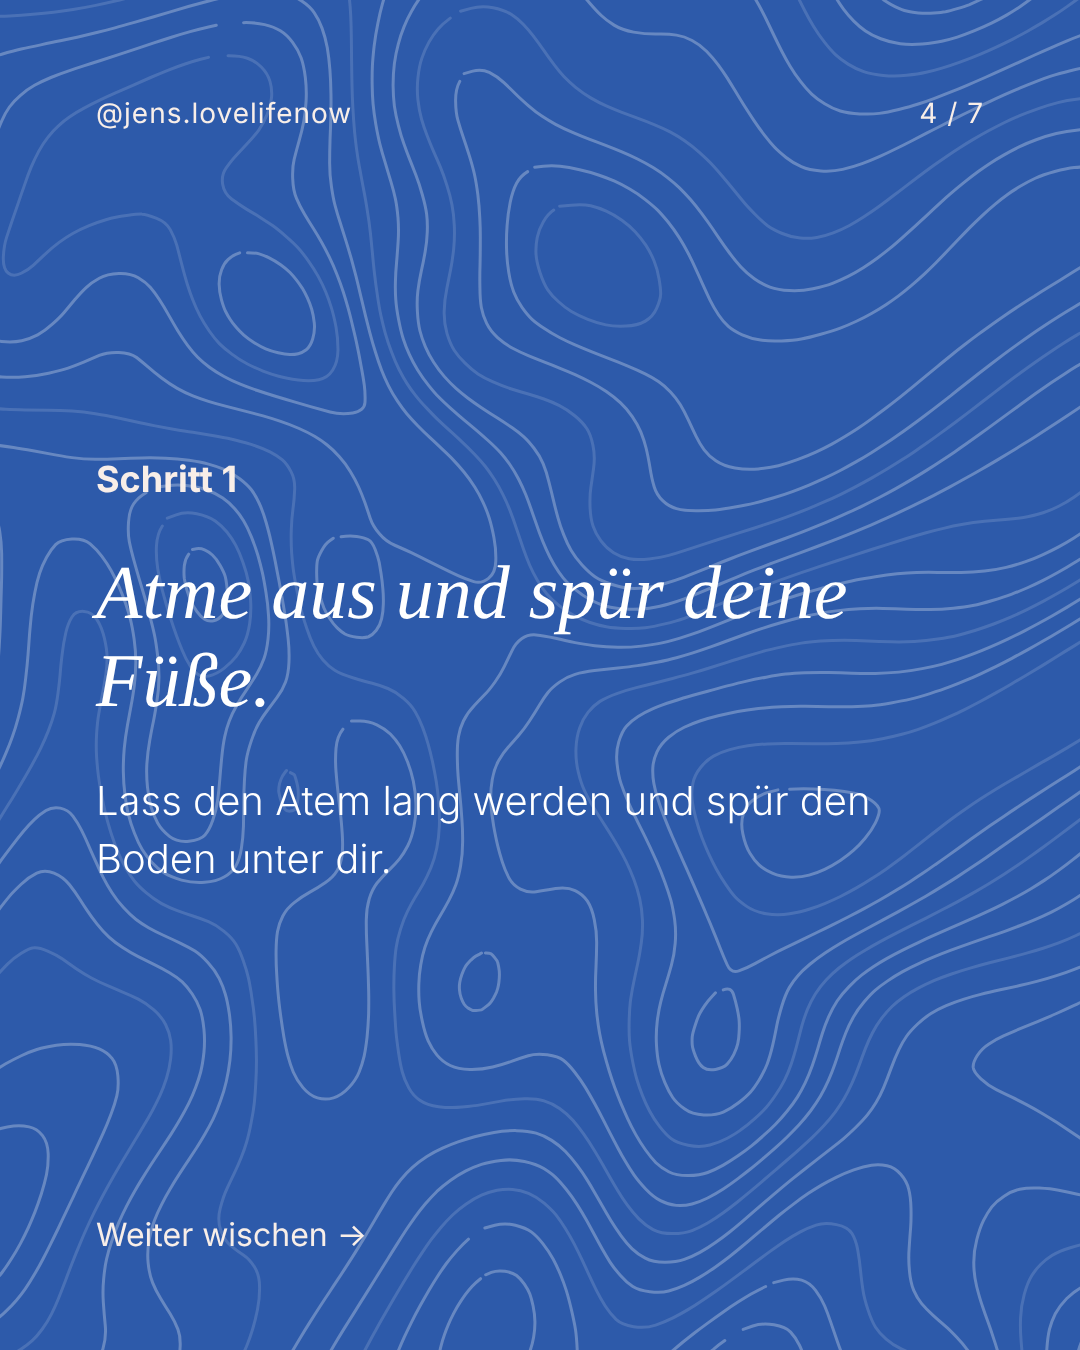 @jens.lovelifenow
4 / 7
Schritt 1
Atme aus und spür deine
Füße.
Lass den Atem lang werden und spür den
Boden unter dir.
Weiter wischen →